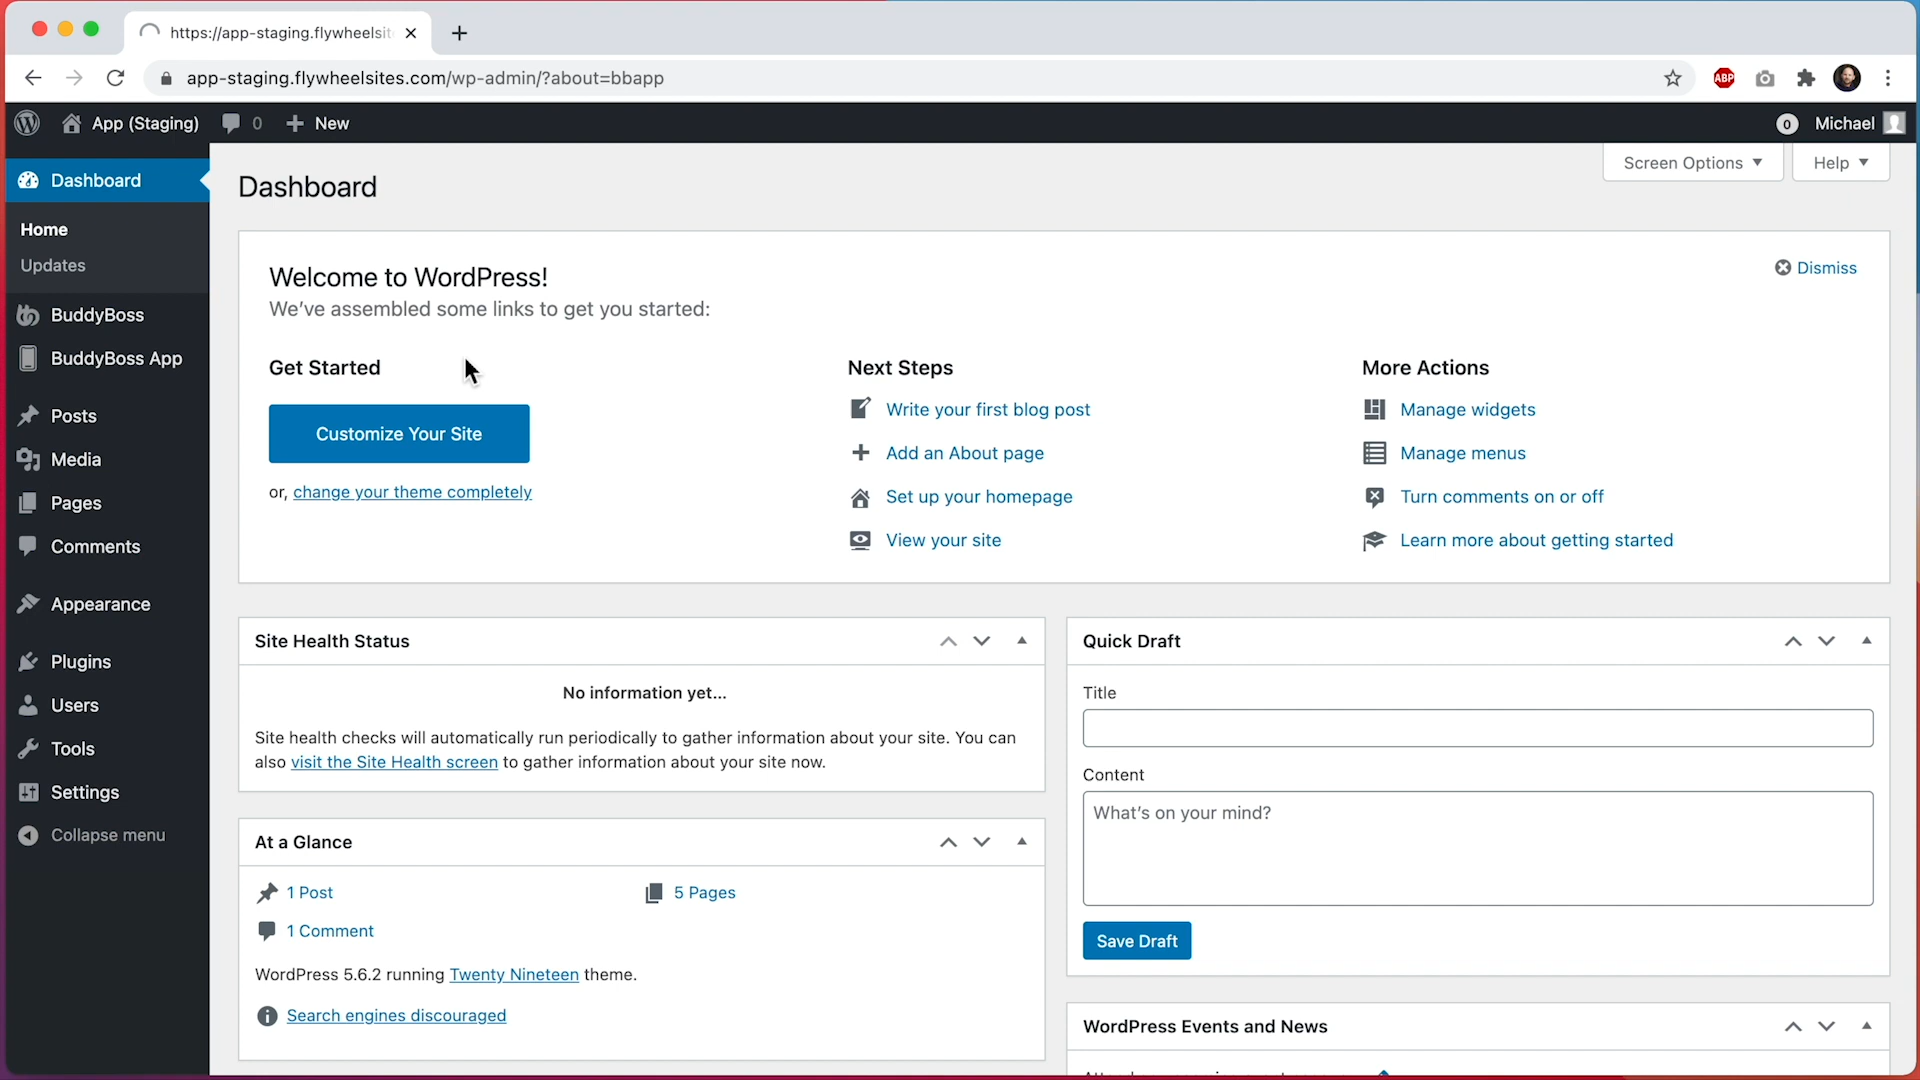 https://app-staging.flywheelsit
app-staging.flywheelsites.com/wp-admin/?about=bbapp
ABP
App (Staging) 0 New
0 Michael
Dashboard
Home
Updates
BuddyBoss
BuddyBoss App
Posts
Media
Pages
Comments
Appearance
Plugins
Users
Tools
Settings
Collapse menu
Screen Options
Help
Dashboard
Welcome to WordPress!
Dismiss
We've assembled some links to get you started:
Get Started
Customize Your Site
or, change your theme completely
Next Steps
Write your first blog post
Add an About page
Set up your homepage
View your site
More Actions
Manage widgets
Manage menus
Turn comments on or off
Learn more about getting started
Site Health Status
No information yet...
Site health checks will automatically run periodically to gather information about your site. You can
also visit the Site Health screen to gather information about your site now.
At a Glance
1 Post
5 Pages
1 Comment
WordPress 5.6.2 running Twenty Nineteen theme.
Search engines discouraged
Quick Draft
Title
Content
What's on your mind?
Save Draft
WordPress Events and News